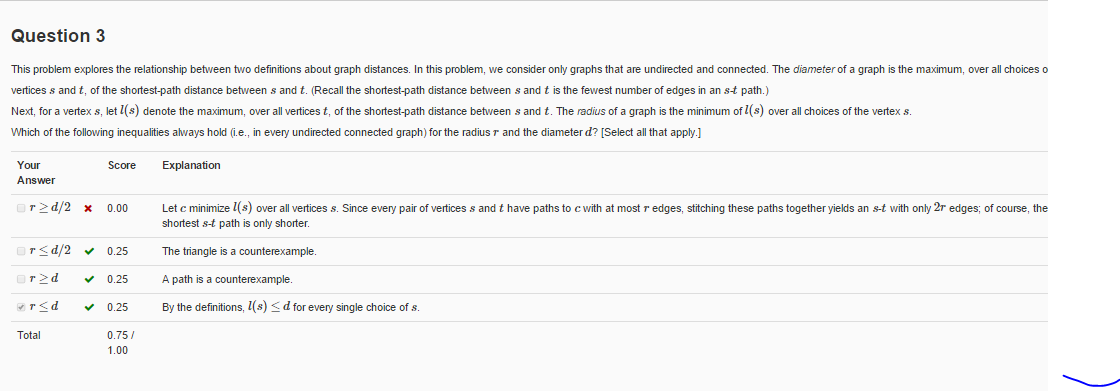 Question 3
This problem explores the relationship between two definitions about graph distances. In this problem, we consider only graphs that are undirected and connected. The diameter of a graph is the maximum, over all choices o
vertices s and t, of the shortest-path distance between s and t. (Recall the shortest-path distance between s and t is the fewest number of edges in an s-t path.)
Next, for a vertex s, let l(s) denote the maximum, over all vertices t, of the shortest-path distance between s and t. The radius of a graph is the minimum of l(s) over all choices of the vertex s.
Which of the following inequalities always hold (i.e., in every undirected connected graph) for the radius r and the diameter d? [Select all that apply.]
Your Answer Score Explanation
r ≥ d/2 ✖ 0.00 Let c minimize l(s) over all vertices s. Since every pair of vertices s and t have paths to c with at most r edges, stitching these paths together yields an s-t with only 2r edges; of course, the
shortest s-t path is only shorter.
r ≤ d/2 ✔ 0.25 The triangle is a counterexample.
r ≥ d ✔ 0.25 A path is a counterexample.
r ≤ d ✔ 0.25 By the definitions, l(s) ≤ d for every single choice of s.
Total 0.75 /
1.00